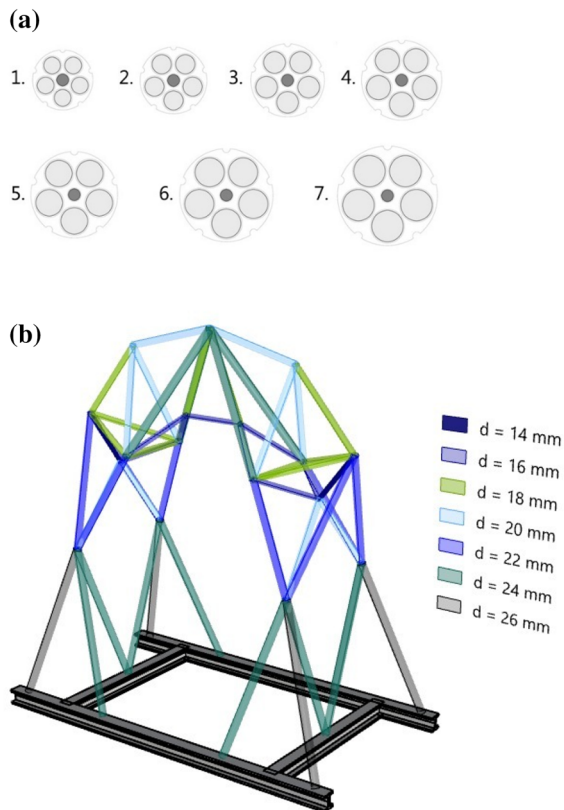 (a)
1. 2. 3. 4.
5. 6. 7.
(b)
d = 14 mm
d = 16 mm
d = 18 mm
d = 20 mm
d = 22 mm
d = 24 mm
d = 26 mm